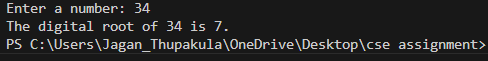 Enter a number: 34
The digital root of 34 is 7.
PS C:\Users\Jagan_Thupakula\OneDrive\Desktop\cse assignment>